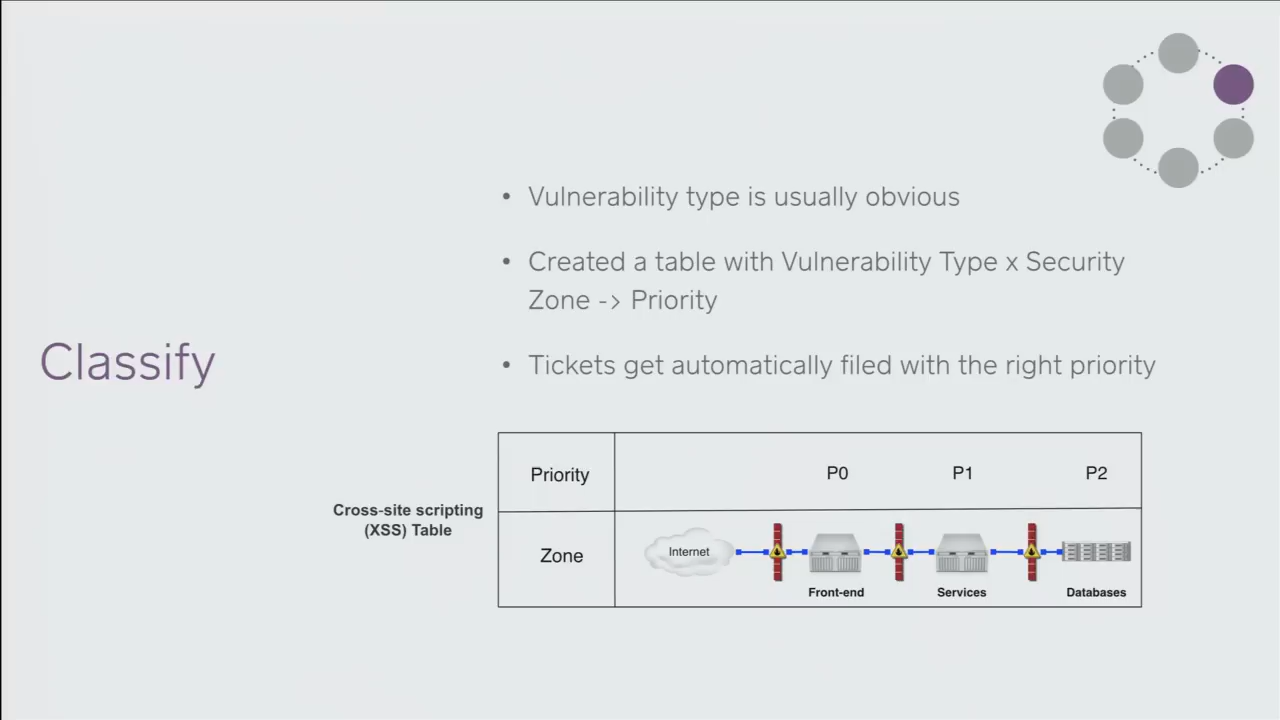 Classify
• Vulnerability type is usually obvious
• Created a table with Vulnerability Type x Security
Zone -> Priority
• Tickets get automatically filed with the right priority
Cross-site scripting
(XSS) Table
Priority P0 P1 P2
Zone Internet
Front-end Services Databases